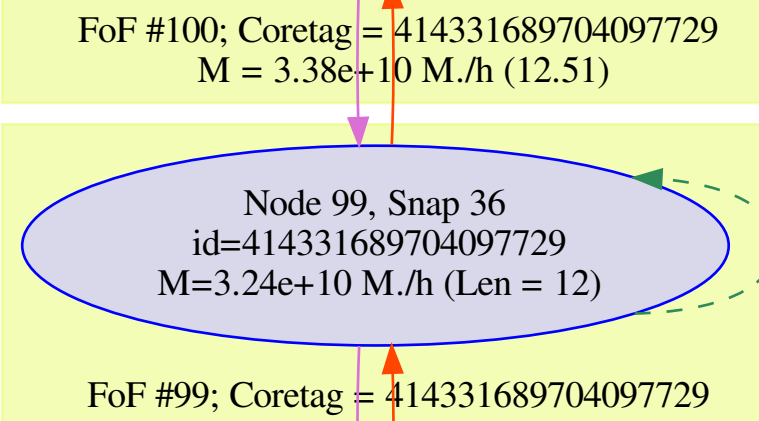 FoF #100; Coretag = 414331689704097729
M = 3.38e+10 M./h (12.51)
Node 99, Snap 36
id=414331689704097729
M=3.24e+10 M./h (Len = 12)
FoF #99; Coretag = 414331689704097729